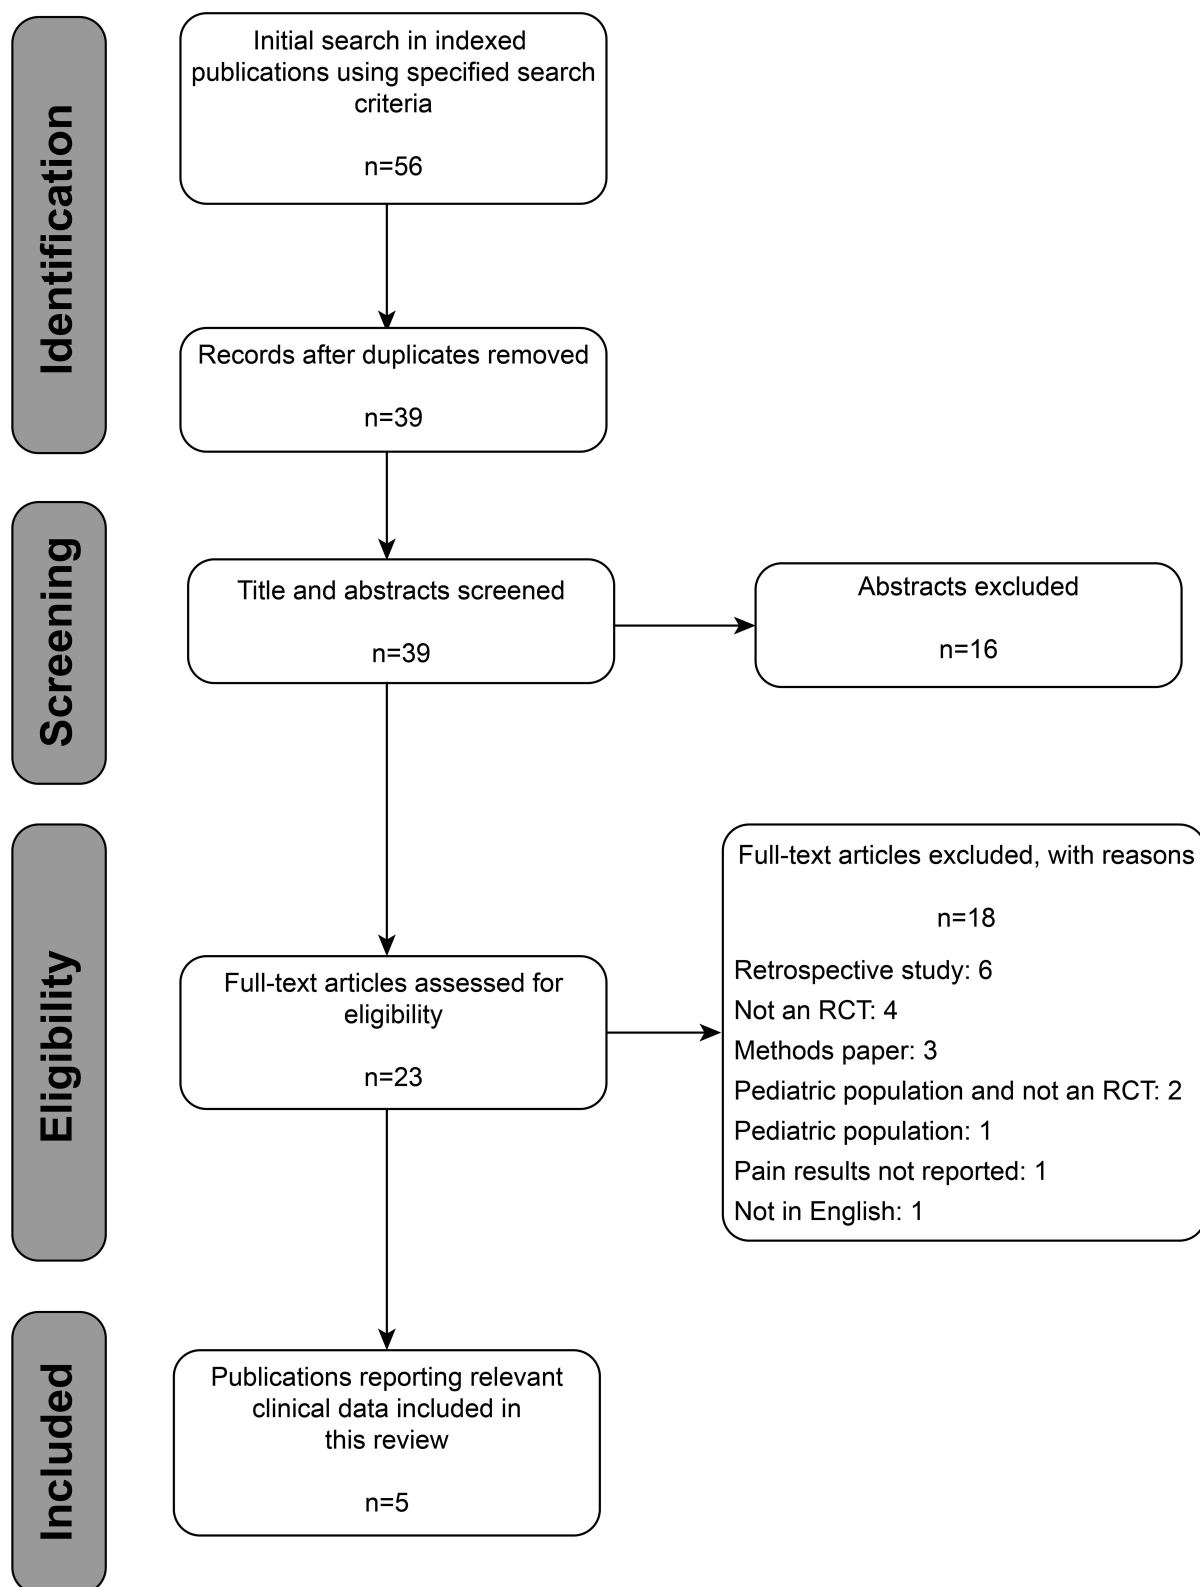 Identification
Initial search in indexed
publications using specified search
criteria
n=56
Records after duplicates removed
n=39
Screening
Title and abstracts screened
n=39
Abstracts excluded
n=16
Eligibility
Full-text articles assessed for
eligibility
n=23
Full-text articles excluded, with reasons
n=18
Retrospective study: 6
Not an RCT: 4
Methods paper: 3
Pediatric population and not an RCT: 2
Pediatric population: 1
Pain results not reported: 1
Not in English: 1
Included
Publications reporting relevant
clinical data included in
this review
n=5